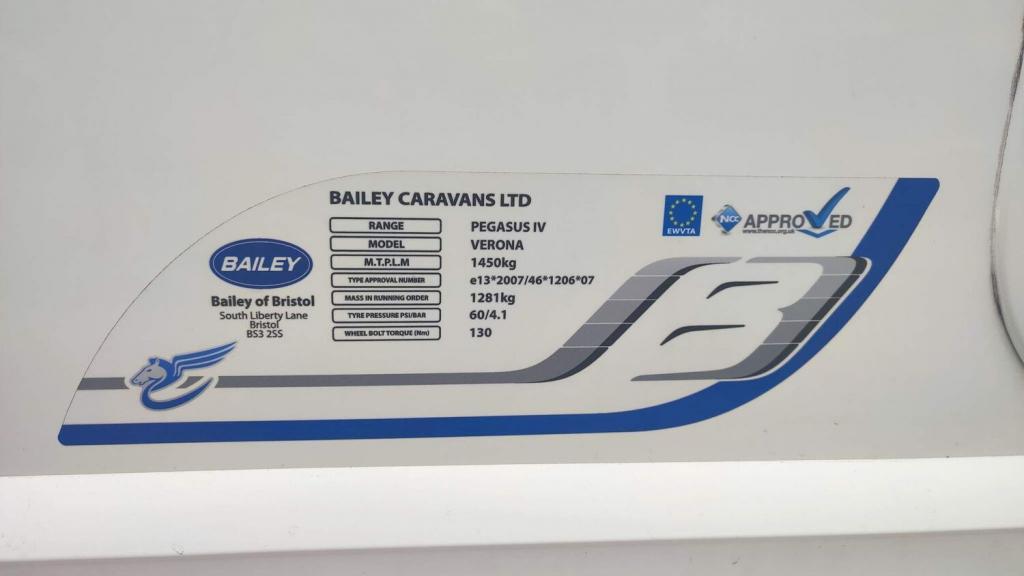 BAILEY CARAVANS LTD
RANGE PEGASUS IV
MODEL VERONA
M.T.P.L.M 1450kg
TYPE APPROVAL NUMBER e13*2007/46*1206*07
MASS IN RUNNING ORDER 1281kg
TYRE PRESSURE PSI/BAR 60/4.1
WHEEL BOLT TORQUE (Nm) 130
BAILEY
Bailey of Bristol
South Liberty Lane
Bristol
BS3 2SS
EWVTA
NCC APPROVED
www.thencc.org.uk
B